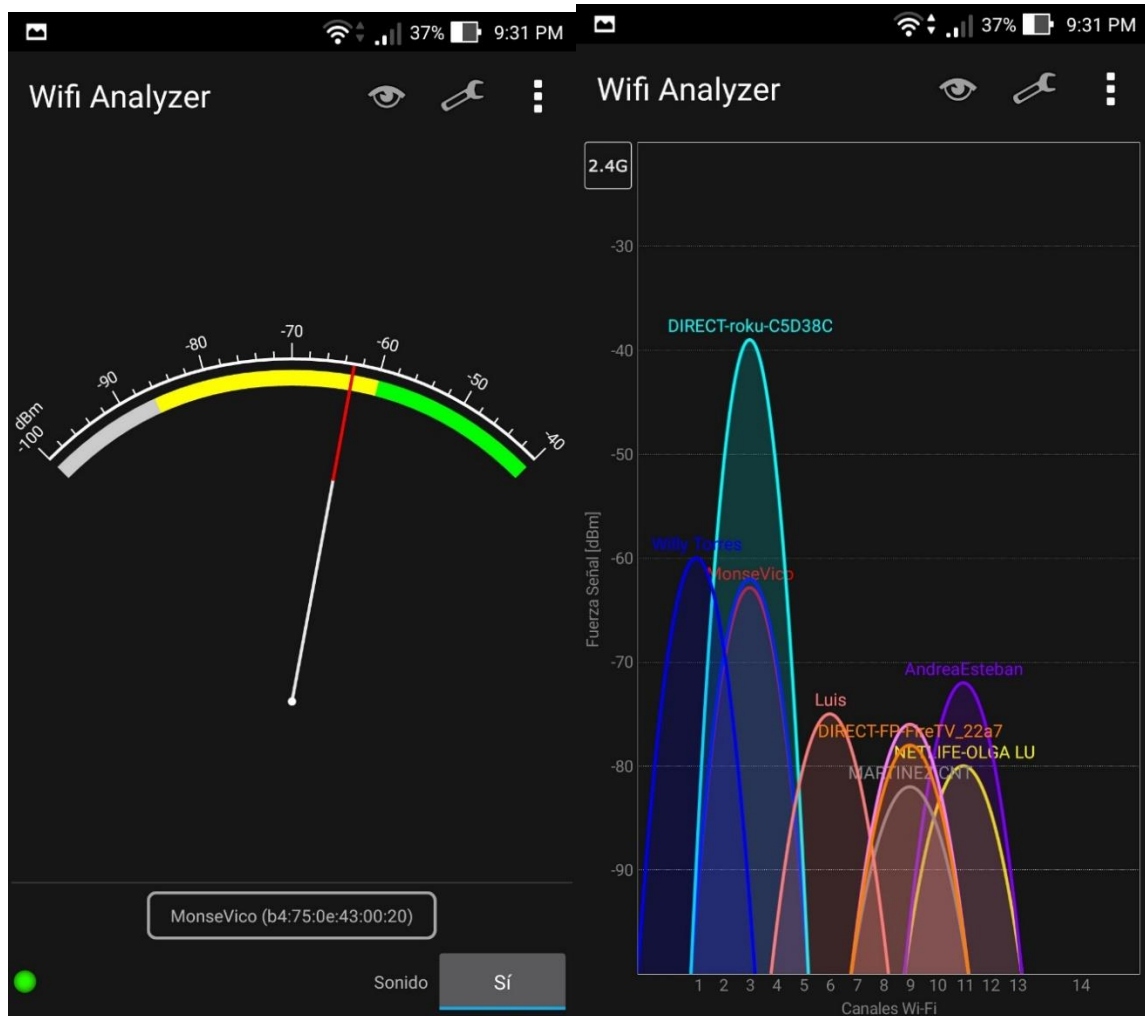 37% 9:31 PM
Wifi Analyzer
dBm
-100
-90
-80
-70
-60
-50
-40
MonseVico (b4:75:0e:43:00:20)
Sonido Sí
37% 9:31 PM
Wifi Analyzer
2.4G
-30
DIRECT-roku-C5D38C
-40
-50
Fuerza Señal [dBm]
-60
Willy Torres
MonseVico
-70
AndreaEsteban
Luis
DIRECT-FP-FireTV_22a7
NETLIFE-OLGA LU
-80
MARTINEZ CNT
-90
1 2 3 4 5 6 7 8 9 10 11 12 13 14
Canales Wi-Fi